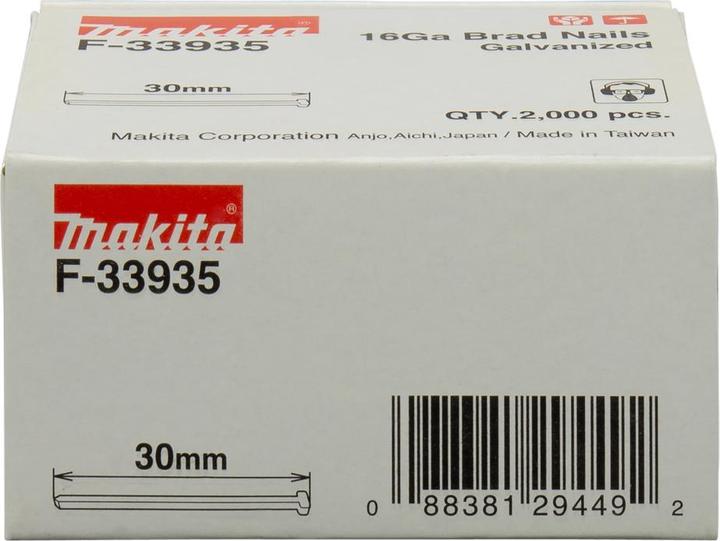 makita®
F-33935
16Ga Brad Nails
Galvanized
30mm
QTY.2,000 pcs.
Makita Corporation Anjo,Aichi,Japan / Made in Taiwan
makita®
F-33935
30mm
0 88381 29449 2